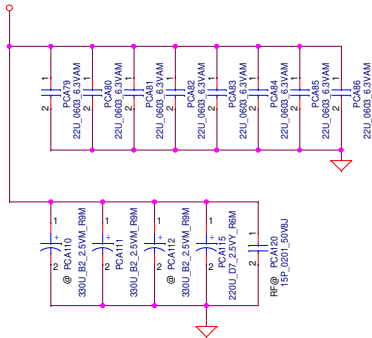 1
2
PCA79
22U_0603_6.3VAM
1
2
PCA80
22U_0603_6.3VAM
1
2
PCA81
22U_0603_6.3VAM
1
2
PCA82
22U_0603_6.3VAM
1
2
PCA83
22U_0603_6.3VAM
1
2
PCA84
22U_0603_6.3VAM
1
2
PCA85
22U_0603_6.3VAM
1
2
PCA86
22U_0603_6.3VAM
1
+
2
@ PCA110
330U_B2_2.5VM_R9M
1
+
2
PCA111
330U_B2_2.5VM_R9M
1
+
2
@ PCA112
330U_B2_2.5VM_R9M
1
+
2
PCA115
220U_D7_2.5VY_R6M
1
2
RF@ PCA120
15P_0201_50V8J